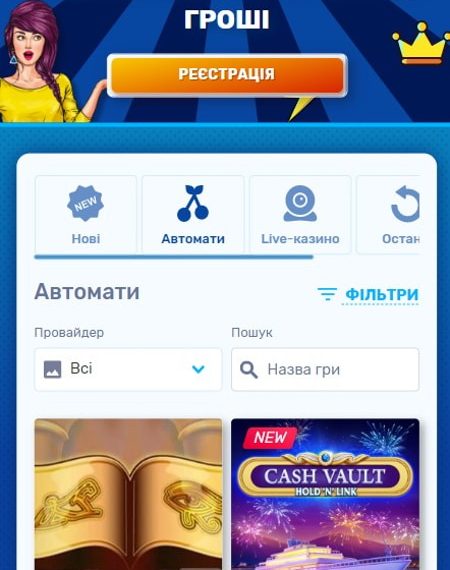 ГРОШІ
РЕЄСТРАЦІЯ
NEW
Нові
Автомати
Live-казино
Остан
Автомати
ФІЛЬТРИ
Провайдер
Пошук
Всі
Назва гри
NEW
CASH VAULT
HOLD'N'LINK